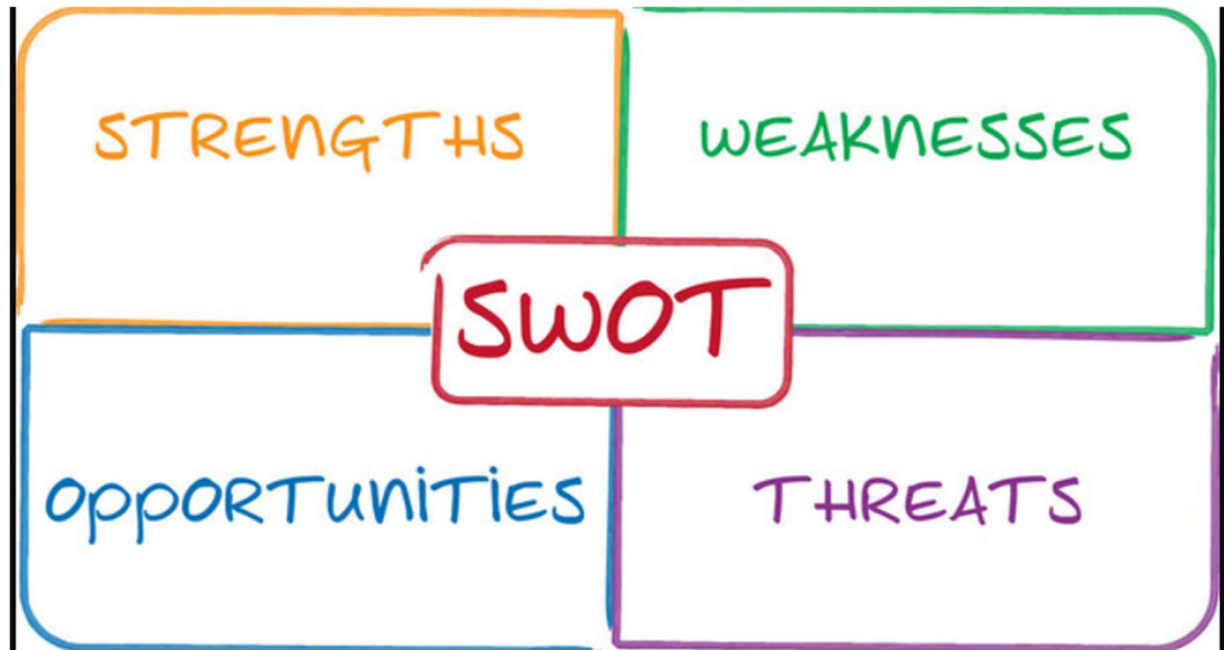 STRENGTHS
WEAKNESSES
SWOT
OPPORTUNITIES
THREATS